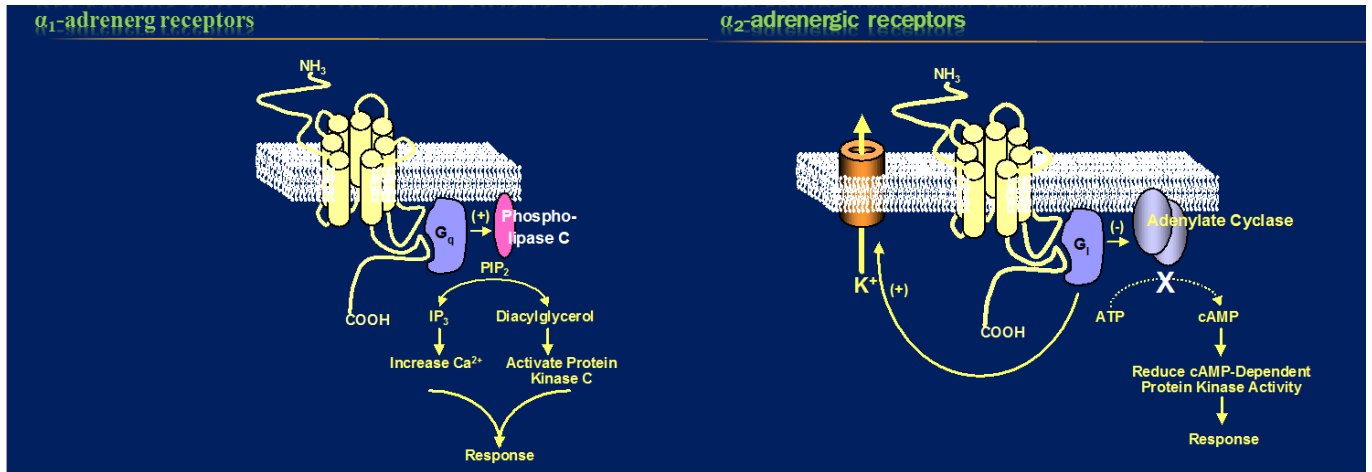 α₁-adrenerg receptors
NH₃
(+)
Phospho-
lipase C
Gq
PIP₂
COOH
IP₃
Diacylglycerol
Increase Ca²⁺
Activate Protein
Kinase C
Response
α₂-adrenergic receptors
NH₃
Adenylate Cyclase
(-)
Gᵢ
X
K⁺
(+)
ATP
cAMP
COOH
Reduce cAMP-Dependent
Protein Kinase Activity
Response